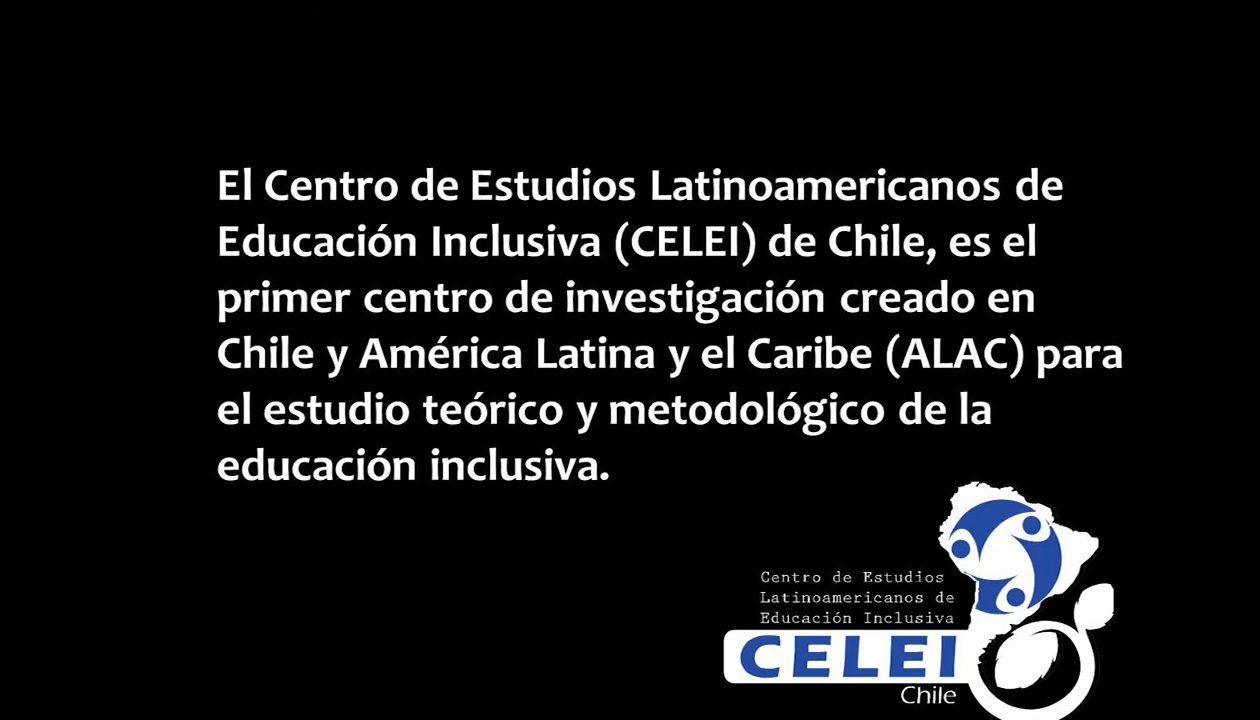 El Centro de Estudios Latinoamericanos de
Educación Inclusiva (CELEI) de Chile, es el
primer centro de investigación creado en
Chile y América Latina y el Caribe (ALAC) para
el estudio teórico y metodológico de la
educación inclusiva.
Centro de Estudios
Latinoamericanos de
Educación Inclusiva
CELEI
Chile